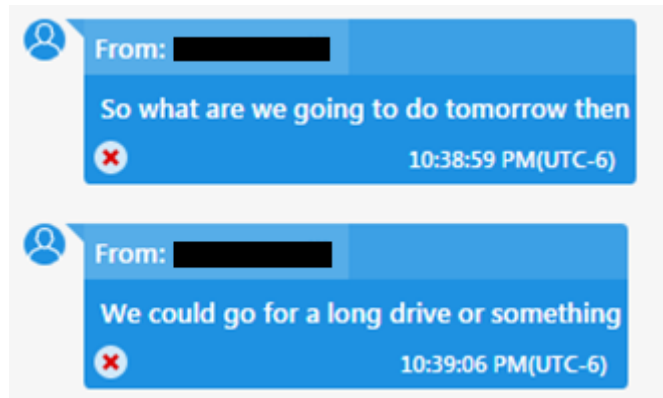 From:
So what are we going to do tomorrow then
10:38:59 PM(UTC-6)
From:
We could go for a long drive or something
10:39:06 PM(UTC-6)